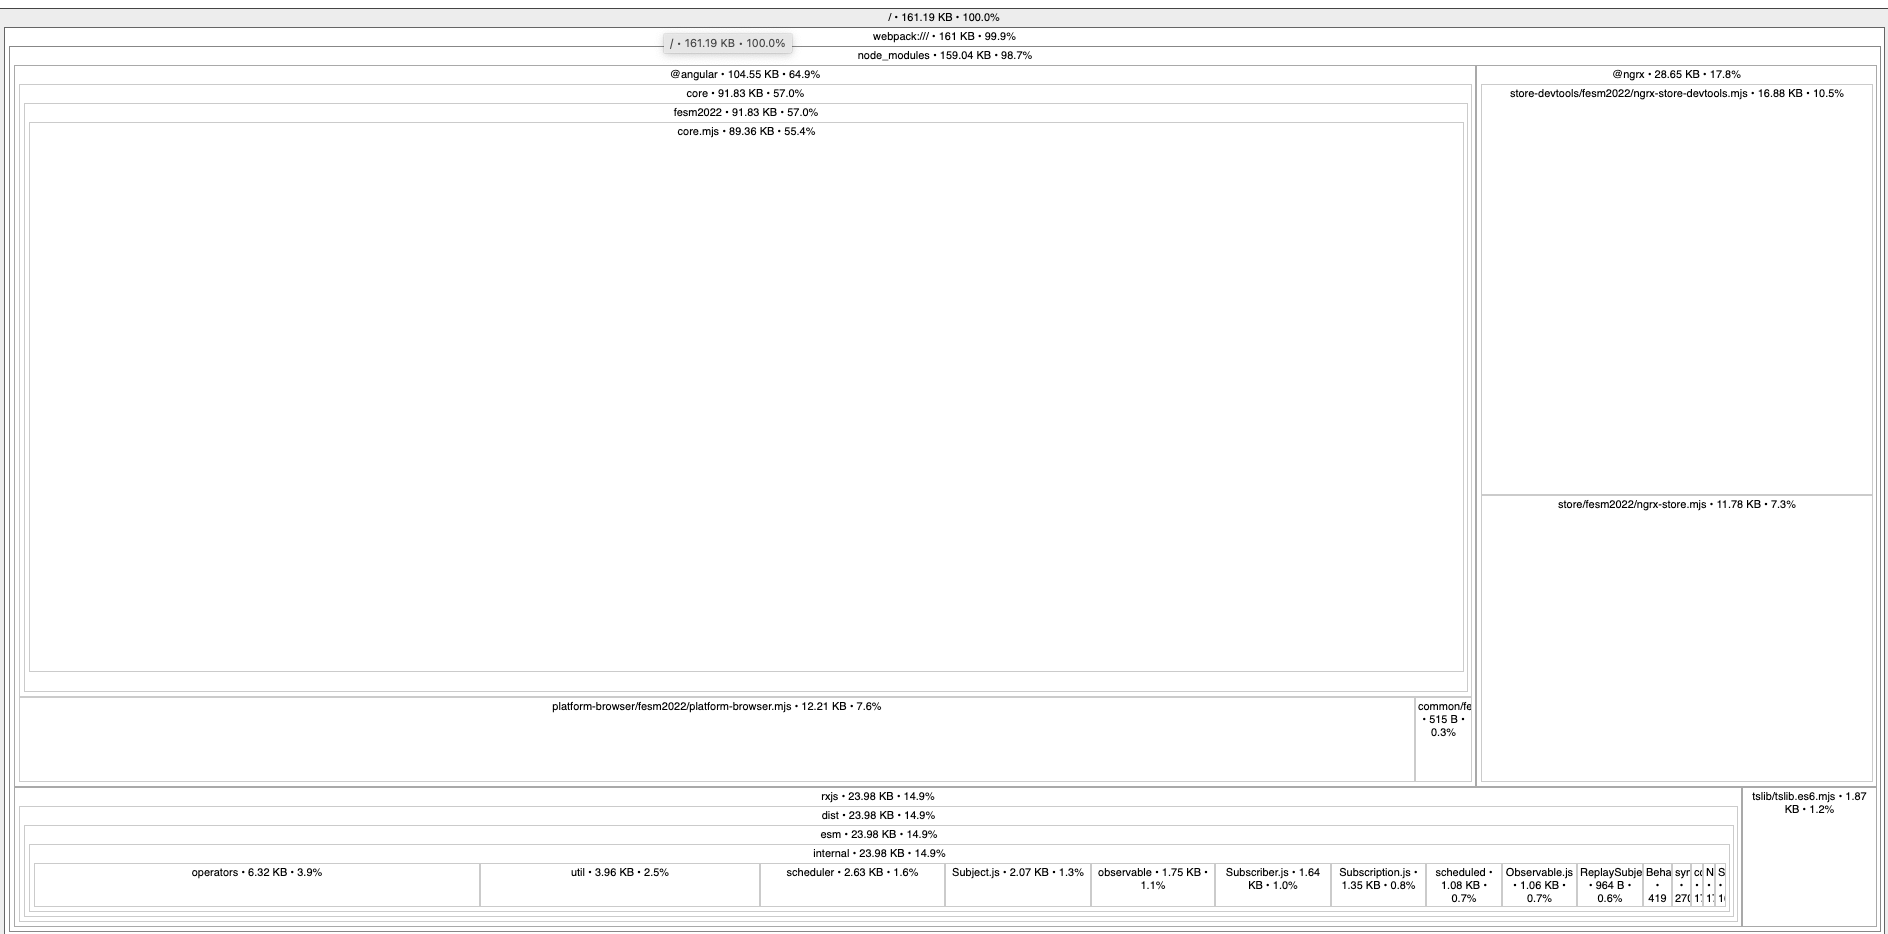 / • 161.19 KB • 100.0%
webpack:/// • 161 KB • 99.9%
/ • 161.19 KB • 100.0%
node_modules • 159.04 KB • 98.7%
@angular • 104.55 KB • 64.9%
core • 91.83 KB • 57.0%
fesm2022 • 91.83 KB • 57.0%
core.mjs • 89.36 KB • 55.4%
platform-browser/fesm2022/platform-browser.mjs • 12.21 KB • 7.6%
common/fe
• 515 B •
0.3%
@ngrx • 28.65 KB • 17.8%
store-devtools/fesm2022/ngrx-store-devtools.mjs • 16.88 KB • 10.5%
store/fesm2022/ngrx-store.mjs • 11.78 KB • 7.3%
rxjs • 23.98 KB • 14.9%
dist • 23.98 KB • 14.9%
esm • 23.98 KB • 14.9%
internal • 23.98 KB • 14.9%
operators • 6.32 KB • 3.9%
util • 3.96 KB • 2.5%
scheduler • 2.63 KB • 1.6%
Subject.js • 2.07 KB • 1.3%
observable • 1.75 KB •
1.1%
Subscriber.js • 1.64
KB • 1.0%
Subscription.js •
1.35 KB • 0.8%
scheduled •
1.08 KB •
0.7%
Observable.js
• 1.06 KB •
0.7%
ReplaySubje
• 964 B •
0.6%
Beha
•
419
N
•
S
•
tslib/tslib.es6.mjs • 1.87
KB • 1.2%